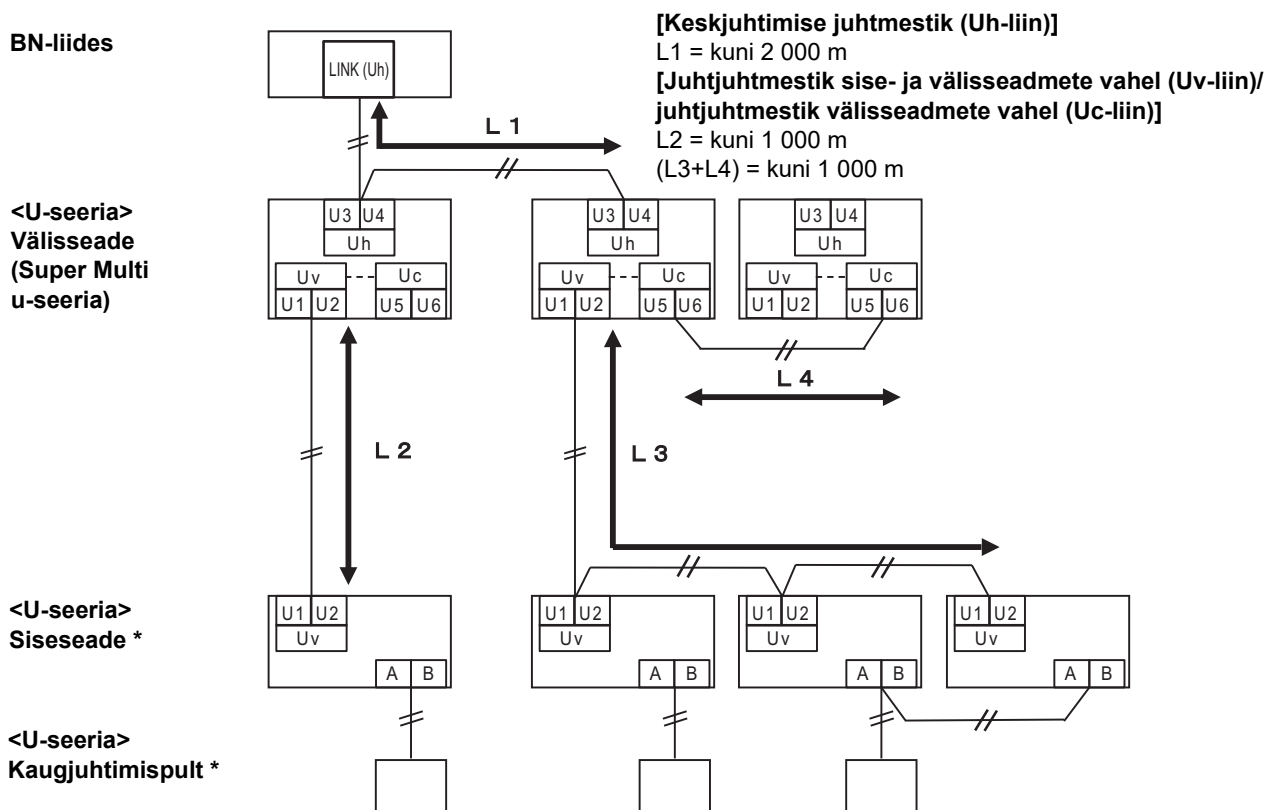 BN-liides
LINK (Uh)
[Keskjuhtimise juhtmestik (Uh-liin)]
L1 = kuni 2 000 m
[Juhtjuhtmestik sise- ja välisseadmete vahel (Uv-liin)/
juhtjuhtmestik välisseadmete vahel (Uc-liin)]
L2 = kuni 1 000 m
(L3+L4) = kuni 1 000 m
L 1
<U-seeria>
Välisseade
(Super Multi
u-seeria)
U3 U4
Uh
Uv Uc
U1 U2 U5 U6
U3 U4
Uh
Uv Uc
U1 U2 U5 U6
U3 U4
Uh
Uv Uc
U1 U2 U5 U6
L 4
L 2
L 3
<U-seeria>
Siseseade *
U1 U2
Uv
A B
U1 U2
Uv
A B
U1 U2
Uv
A B
U1 U2
Uv
A B
<U-seeria>
Kaugjuhtimispult *